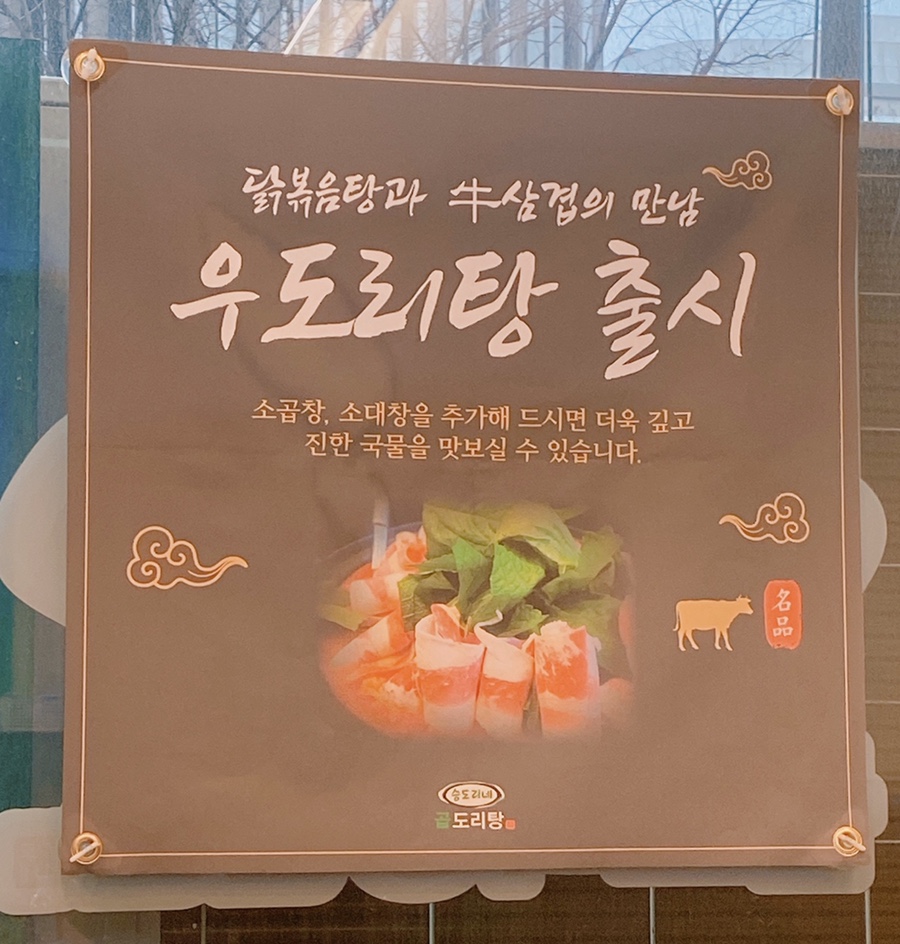 닭볶음탕과 牛삼겹의 만남
우도리탕 출시
소곱창, 소대창을 추가해 드시면 더욱 깊고
진한 국물을 맛보실 수 있습니다.
名品
승도리네
곱도리탕